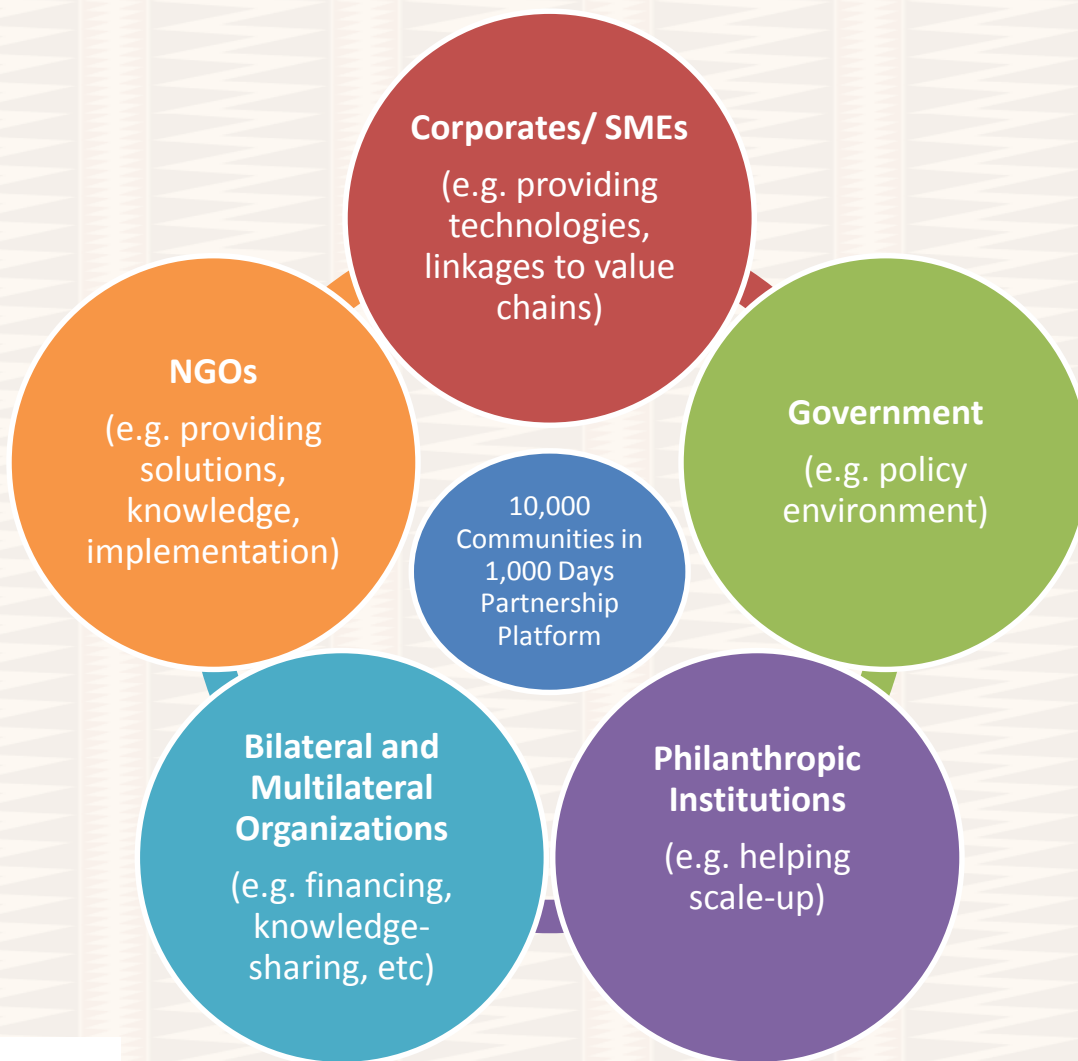 Corporates/ SMEs
(e.g. providing
technologies,
linkages to value
chains)
NGOs
(e.g. providing
solutions,
knowledge,
implementation)
Government
(e.g. policy
environment)
10,000
Communities in
1,000 Days
Partnership
Platform
Bilateral and
Multilateral
Organizations
(e.g. financing,
knowledge-
sharing, etc)
Philanthropic
Institutions
(e.g. helping
scale-up)